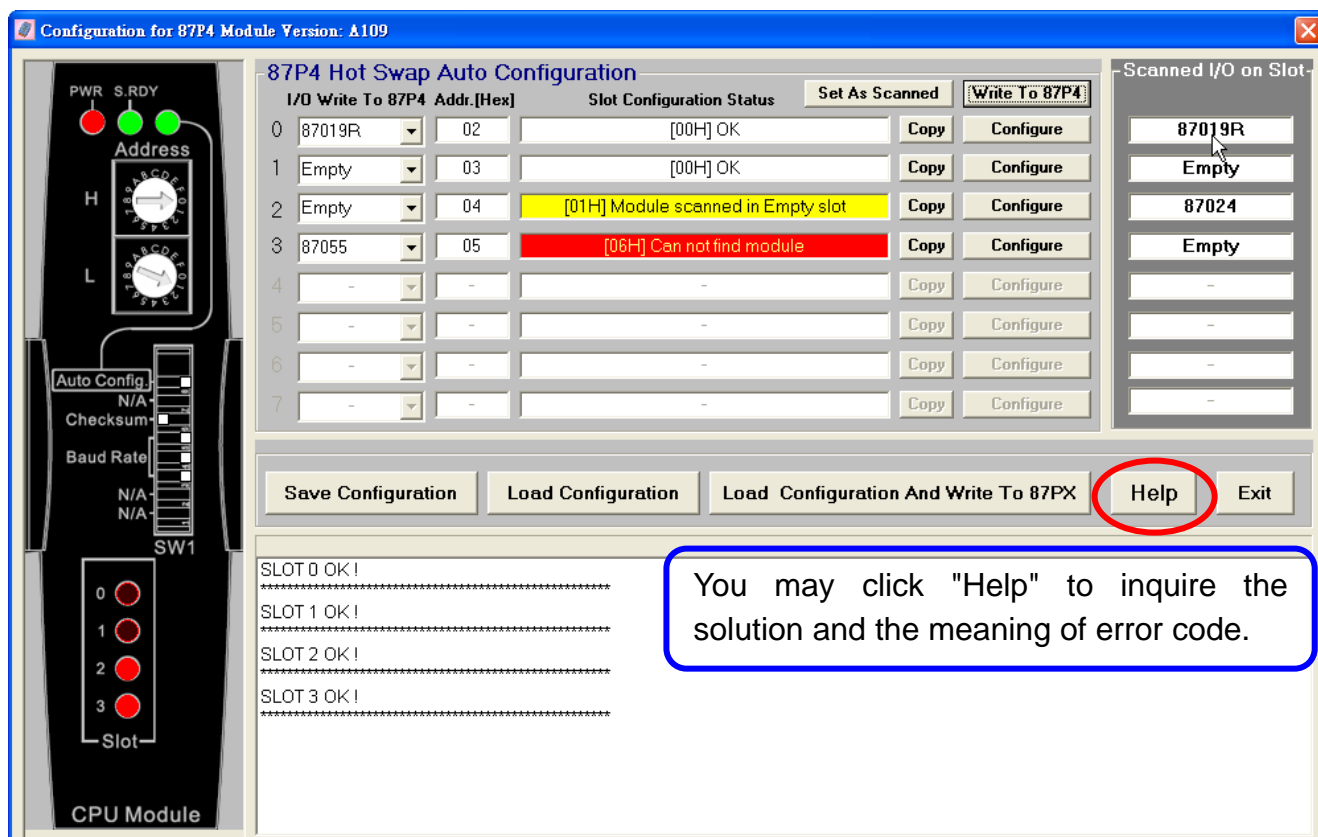 Configuration for 87P4 Module Version: A109
PWR S.RDY
Address
H
L
Auto Config.
N/A
Checksum
Baud Rate
N/A
N/A
SW1
0
1
2
3
Slot
CPU Module
87P4 Hot Swap Auto Configuration
I/O Write To 87P4 Addr.[Hex] Slot Configuration Status Set As Scanned Write To 87P4
0 87019R 02 [00H] OK Copy Configure
1 Empty 03 [00H] OK Copy Configure
2 Empty 04 [01H] Module scanned in Empty slot Copy Configure
3 87055 05 [06H] Can not find module Copy Configure
4 - - - Copy Configure
5 - - - Copy Configure
6 - - - Copy Configure
7 - - - Copy Configure
Scanned I/O on Slot
87019R
Empty
87024
Empty
-
-
-
-
Save Configuration Load Configuration Load Configuration And Write To 87PX Help Exit
SLOT 0 OK !
SLOT 1 OK !
SLOT 2 OK !
SLOT 3 OK !
You may click "Help" to inquire the
solution and the meaning of error code.